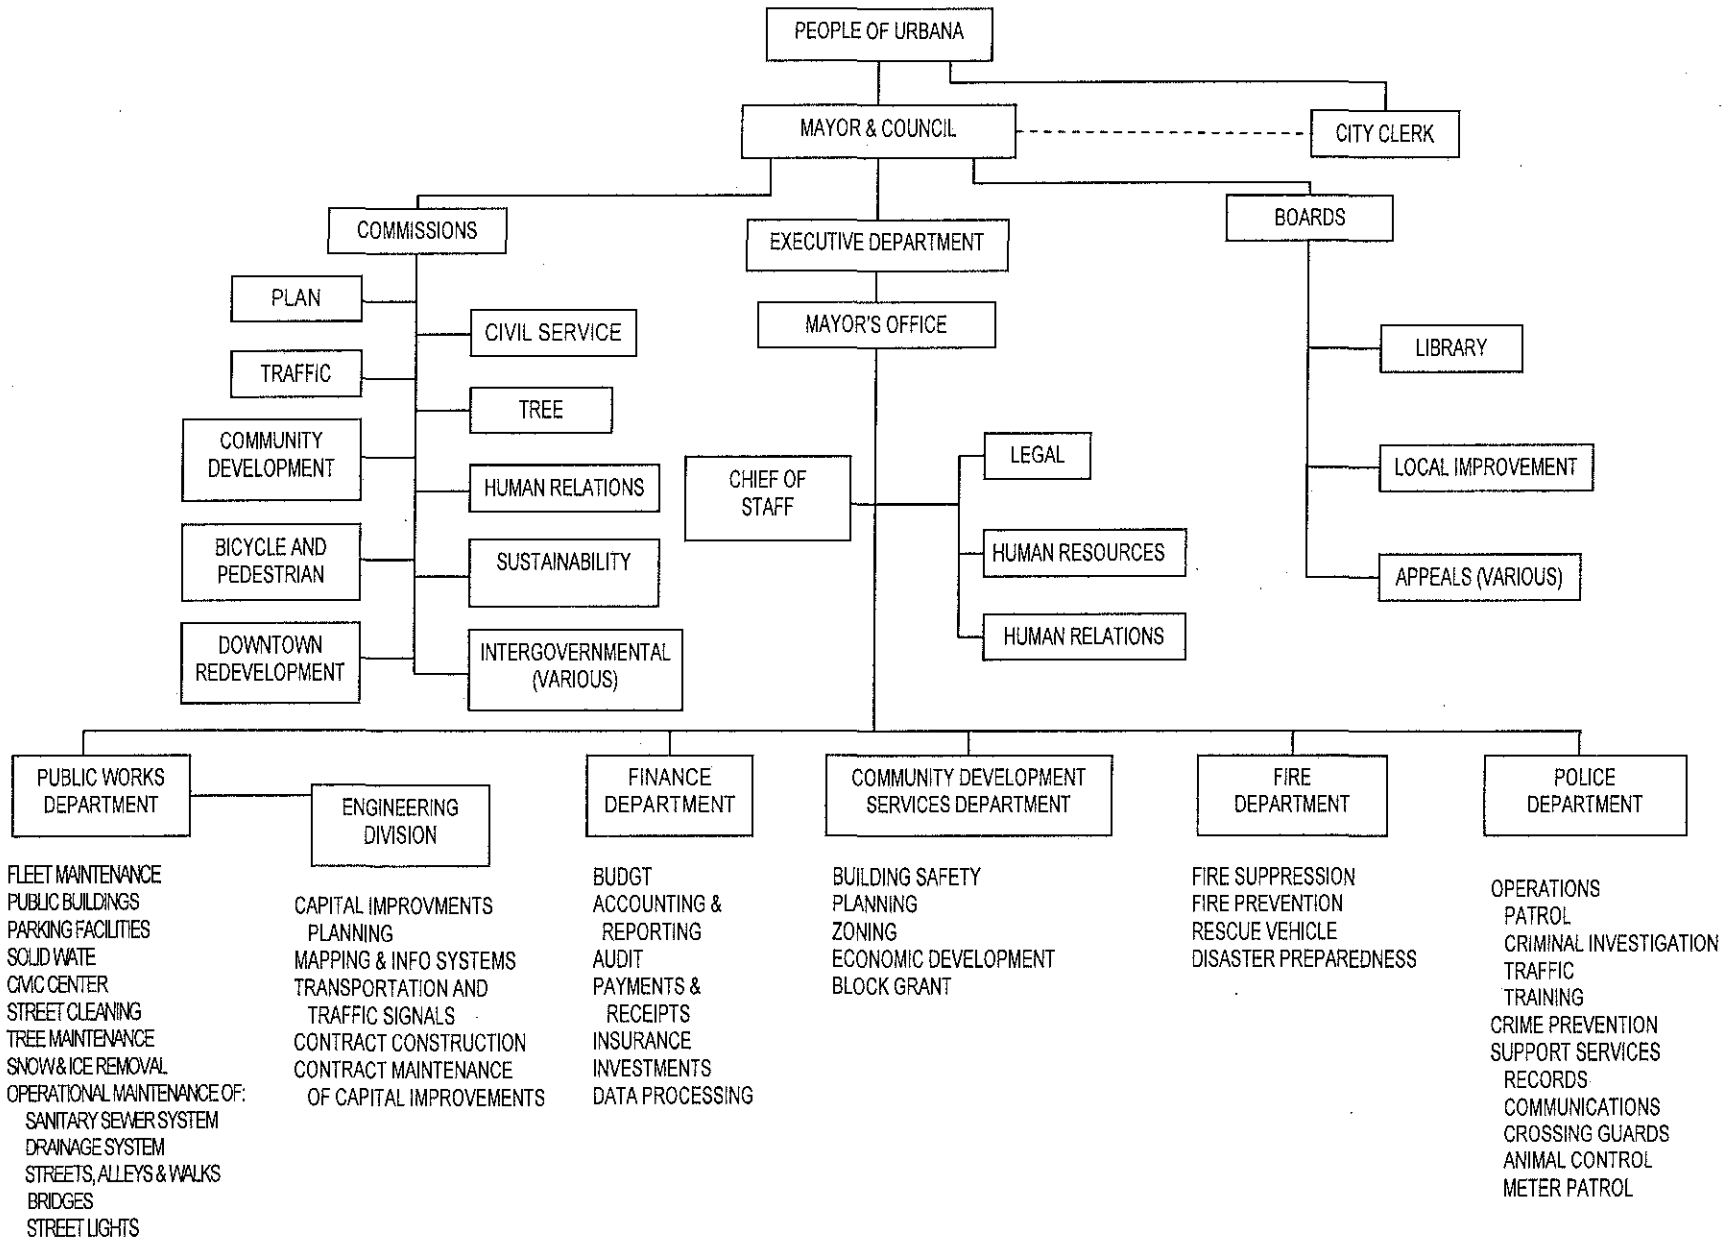 PEOPLE OF URBANA
MAYOR & COUNCIL
CITY CLERK
COMMISSIONS
EXECUTIVE DEPARTMENT
BOARDS
PLAN
CIVIL SERVICE
TRAFFIC
TREE
COMMUNITY
DEVELOPMENT
HUMAN RELATIONS
BICYCLE AND
PEDESTRIAN
SUSTAINABILITY
DOWNTOWN
REDEVELOPMENT
INTERGOVERNMENTAL
(VARIOUS)
MAYOR'S OFFICE
CHIEF OF
STAFF
LEGAL
HUMAN RESOURCES
HUMAN RELATIONS
LIBRARY
LOCAL IMPROVEMENT
APPEALS (VARIOUS)
PUBLIC WORKS
DEPARTMENT
FLEET MAINTENANCE
PUBLIC BUILDINGS
PARKING FACILITIES
SOLID WATE
CIVIC CENTER
STREET CLEANING
TREE MAINTENANCE
SNOW & ICE REMOVAL
OPERATIONAL MAINTENANCE OF:
SANITARY SEWER SYSTEM
DRAINAGE SYSTEM
STREETS, ALLEYS & WALKS
BRIDGES
STREET LIGHTS
ENGINEERING
DIVISION
CAPITAL IMPROVMENTS
PLANNING
MAPPING & INFO SYSTEMS
TRANSPORTATION AND
TRAFFIC SIGNALS
CONTRACT CONSTRUCTION
CONTRACT MAINTENANCE
OF CAPITAL IMPROVEMENTS
FINANCE
DEPARTMENT
BUDGT
ACCOUNTING &
REPORTING
AUDIT
PAYMENTS &
RECEIPTS
INSURANCE
INVESTMENTS
DATA PROCESSING
COMMUNITY DEVELOPMENT
SERVICES DEPARTMENT
BUILDING SAFETY
PLANNING
ZONING
ECONOMIC DEVELOPMENT
BLOCK GRANT
FIRE
DEPARTMENT
FIRE SUPPRESSION
FIRE PREVENTION
RESCUE VEHICLE
DISASTER PREPAREDNESS
POLICE
DEPARTMENT
OPERATIONS
PATROL
CRIMINAL INVESTIGATION
TRAFFIC
TRAINING
CRIME PREVENTION
SUPPORT SERVICES
RECORDS
COMMUNICATIONS
CROSSING GUARDS
ANIMAL CONTROL
METER PATROL